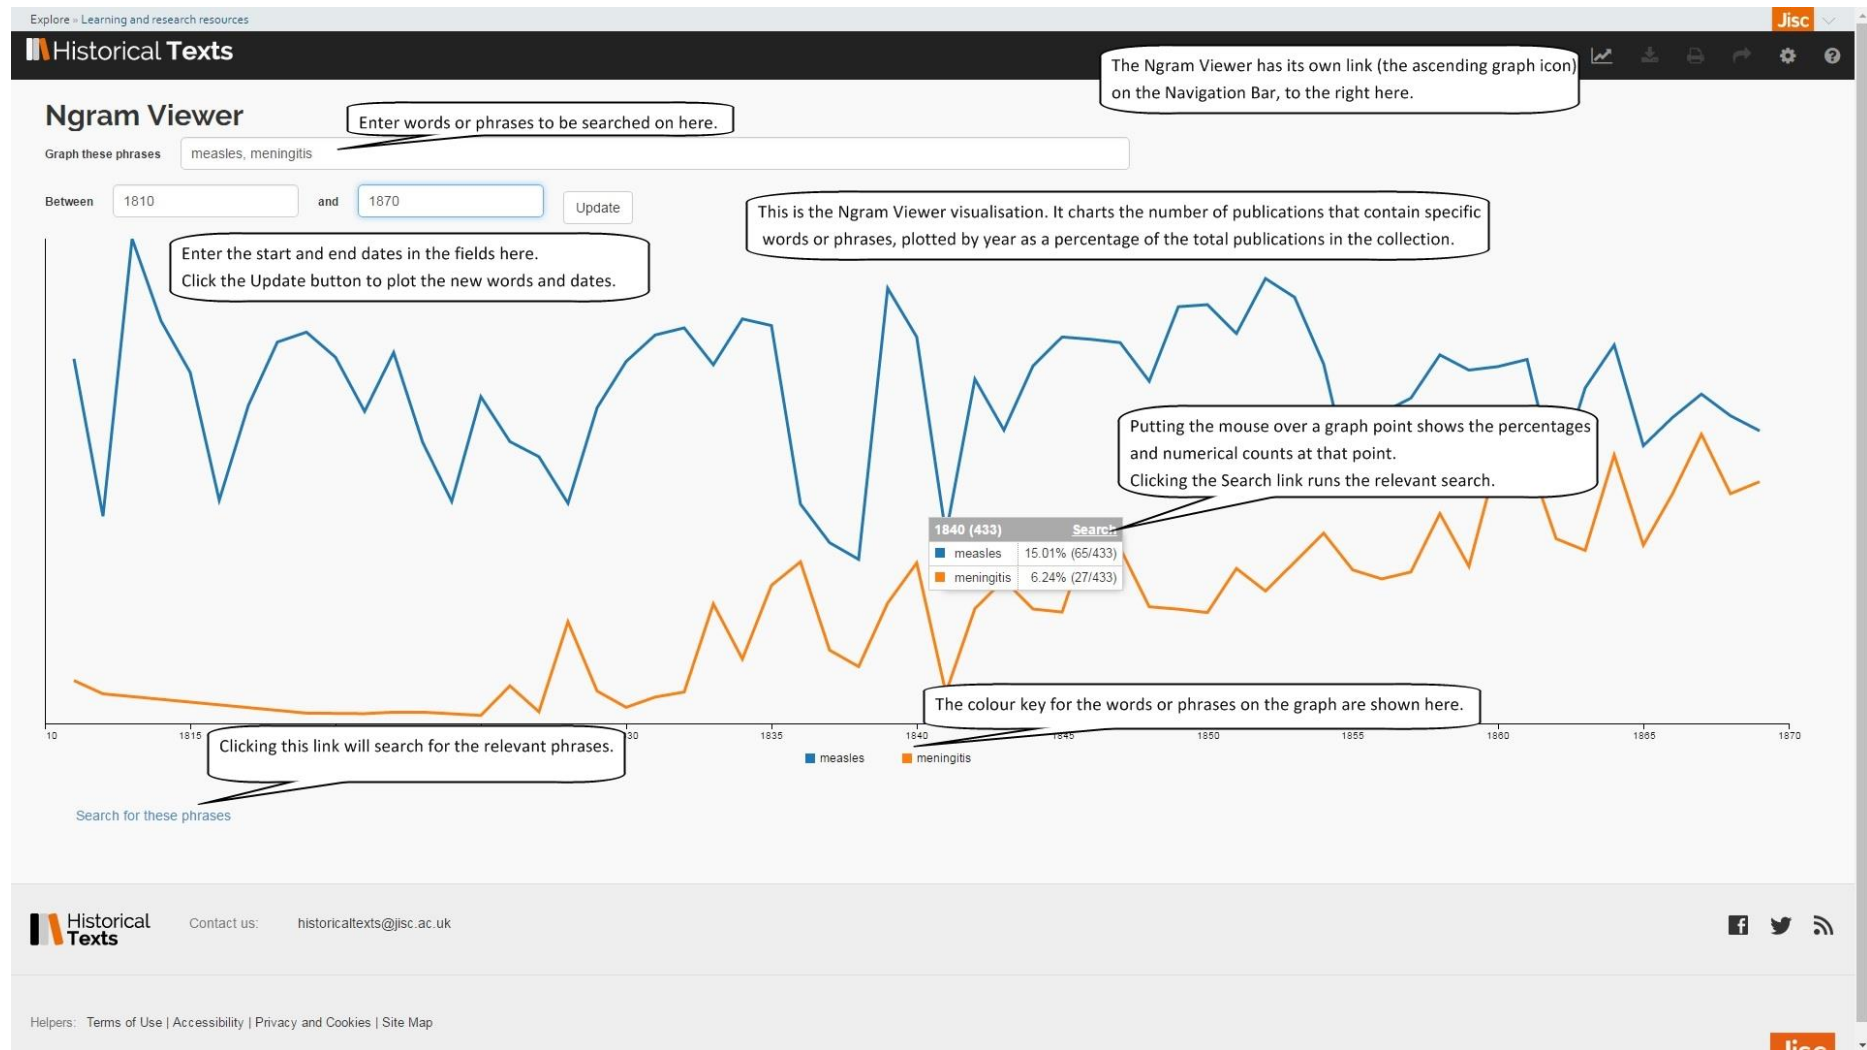 Explore » Learning and research resources
Jisc
Historical Texts
The Ngram Viewer has its own link (the ascending graph icon)
on the Navigation Bar, to the right here.
Ngram Viewer
Enter words or phrases to be searched on here.
Graph these phrases measles, meningitis
Between 1810 and 1870 Update
This is the Ngram Viewer visualisation. It charts the number of publications that contain specific
words or phrases, plotted by year as a percentage of the total publications in the collection.
Enter the start and end dates in the fields here.
Click the Update button to plot the new words and dates.
Putting the mouse over a graph point shows the percentages
and numerical counts at that point.
Clicking the Search link runs the relevant search.
1840 (433) Search
measles 15.01% (65/433)
meningitis 6.24% (27/433)
The colour key for the words or phrases on the graph are shown here.
10 1815 30 1835 1840 1845 1850 1855 1860 1865 1870
Clicking this link will search for the relevant phrases.
measles meningitis
Search for these phrases
Historical
Texts
Contact us: historicaltexts@jisc.ac.uk
Helpers: Terms of Use | Accessibility | Privacy and Cookies | Site Map
Jisc